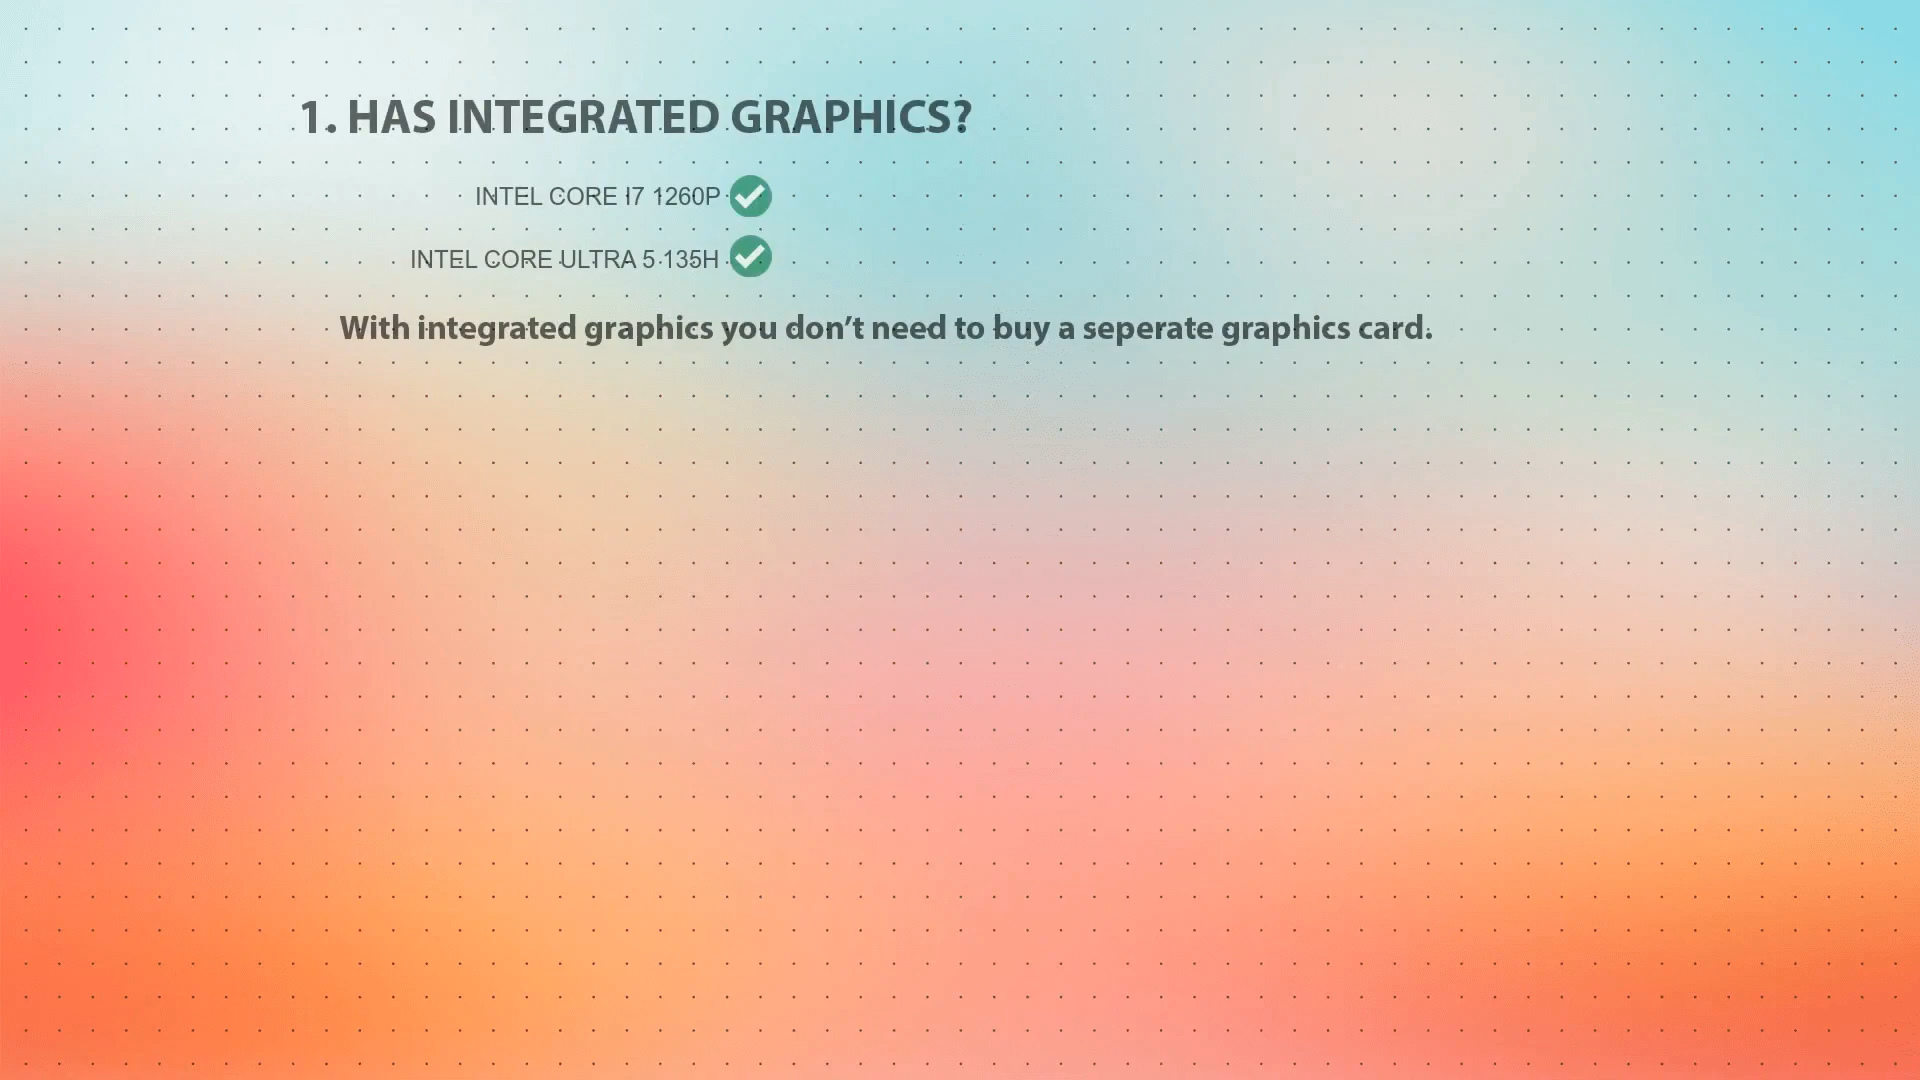 1. HAS INTEGRATED GRAPHICS?
INTEL CORE I7 1260P
INTEL CORE ULTRA 5 135H
With integrated graphics you don’t need to buy a seperate graphics card.